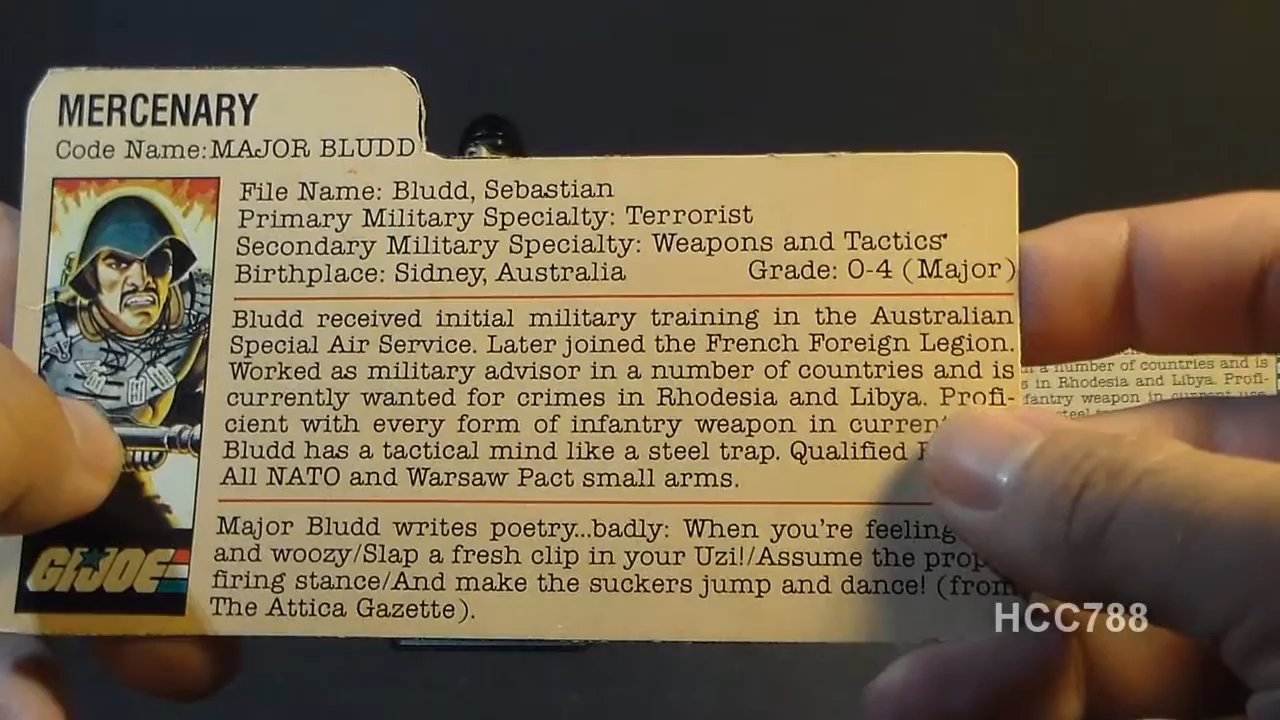 MERCENARY
Code Name: MAJOR BLUDD
File Name: Bludd, Sebastian
Primary Military Specialty: Terrorist
Secondary Military Specialty: Weapons and Tactics
Birthplace: Sidney, Australia Grade: O-4 (Major)
Bludd received initial military training in the Australian
Special Air Service. Later joined the French Foreign Legion.
Worked as military advisor in a number of countries and is
currently wanted for crimes in Rhodesia and Libya. Profi-
cient with every form of infantry weapon in current
Bludd has a tactical mind like a steel trap. Qualified
All NATO and Warsaw Pact small arms.
Major Bludd writes poetry...badly: When you're feeling
and woozy/Slap a fresh clip in your Uzi!/Assume the
firing stance/And make the suckers jump and dance! (from
The Attica Gazette).
GI JOE
a number of countries and is
in Rhodesia and Libya. Profi-
fantry weapon in current use
steel
HCC788